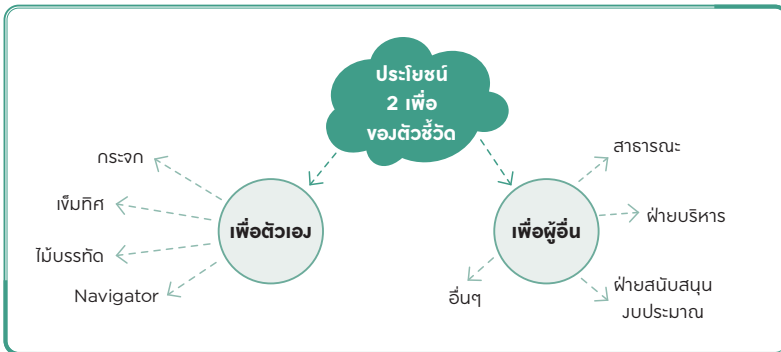 ประโยชน์
2 เพื่อ
ของตัวชี้วัด
เพื่อตัวเอง
กระจก
เข็มทิศ
ไม้บรรทัด
Navigator
เพื่อผู้อื่น
สาธารณะ
ฝ่ายบริหาร
ฝ่ายสนับสนุน
งบประมาณ
อื่นๆ